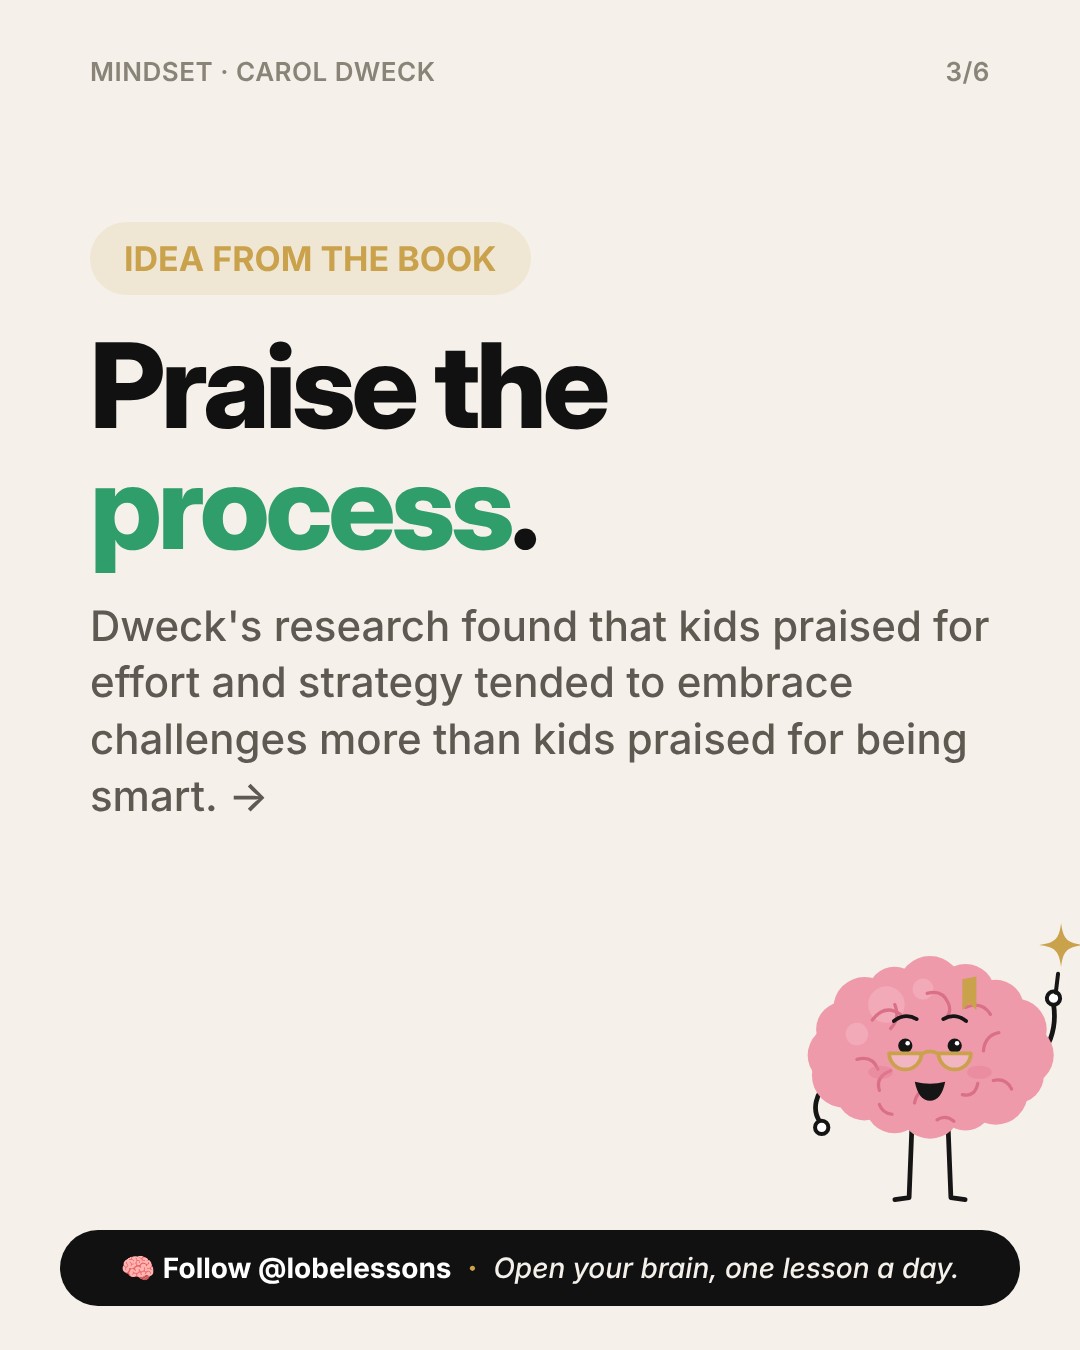 MINDSET · CAROL DWECK
3/6
IDEA FROM THE BOOK
Praise the
process.
Dweck's research found that kids praised for
effort and strategy tended to embrace
challenges more than kids praised for being
smart. →
🧠 Follow @lobelessons · Open your brain, one lesson a day.